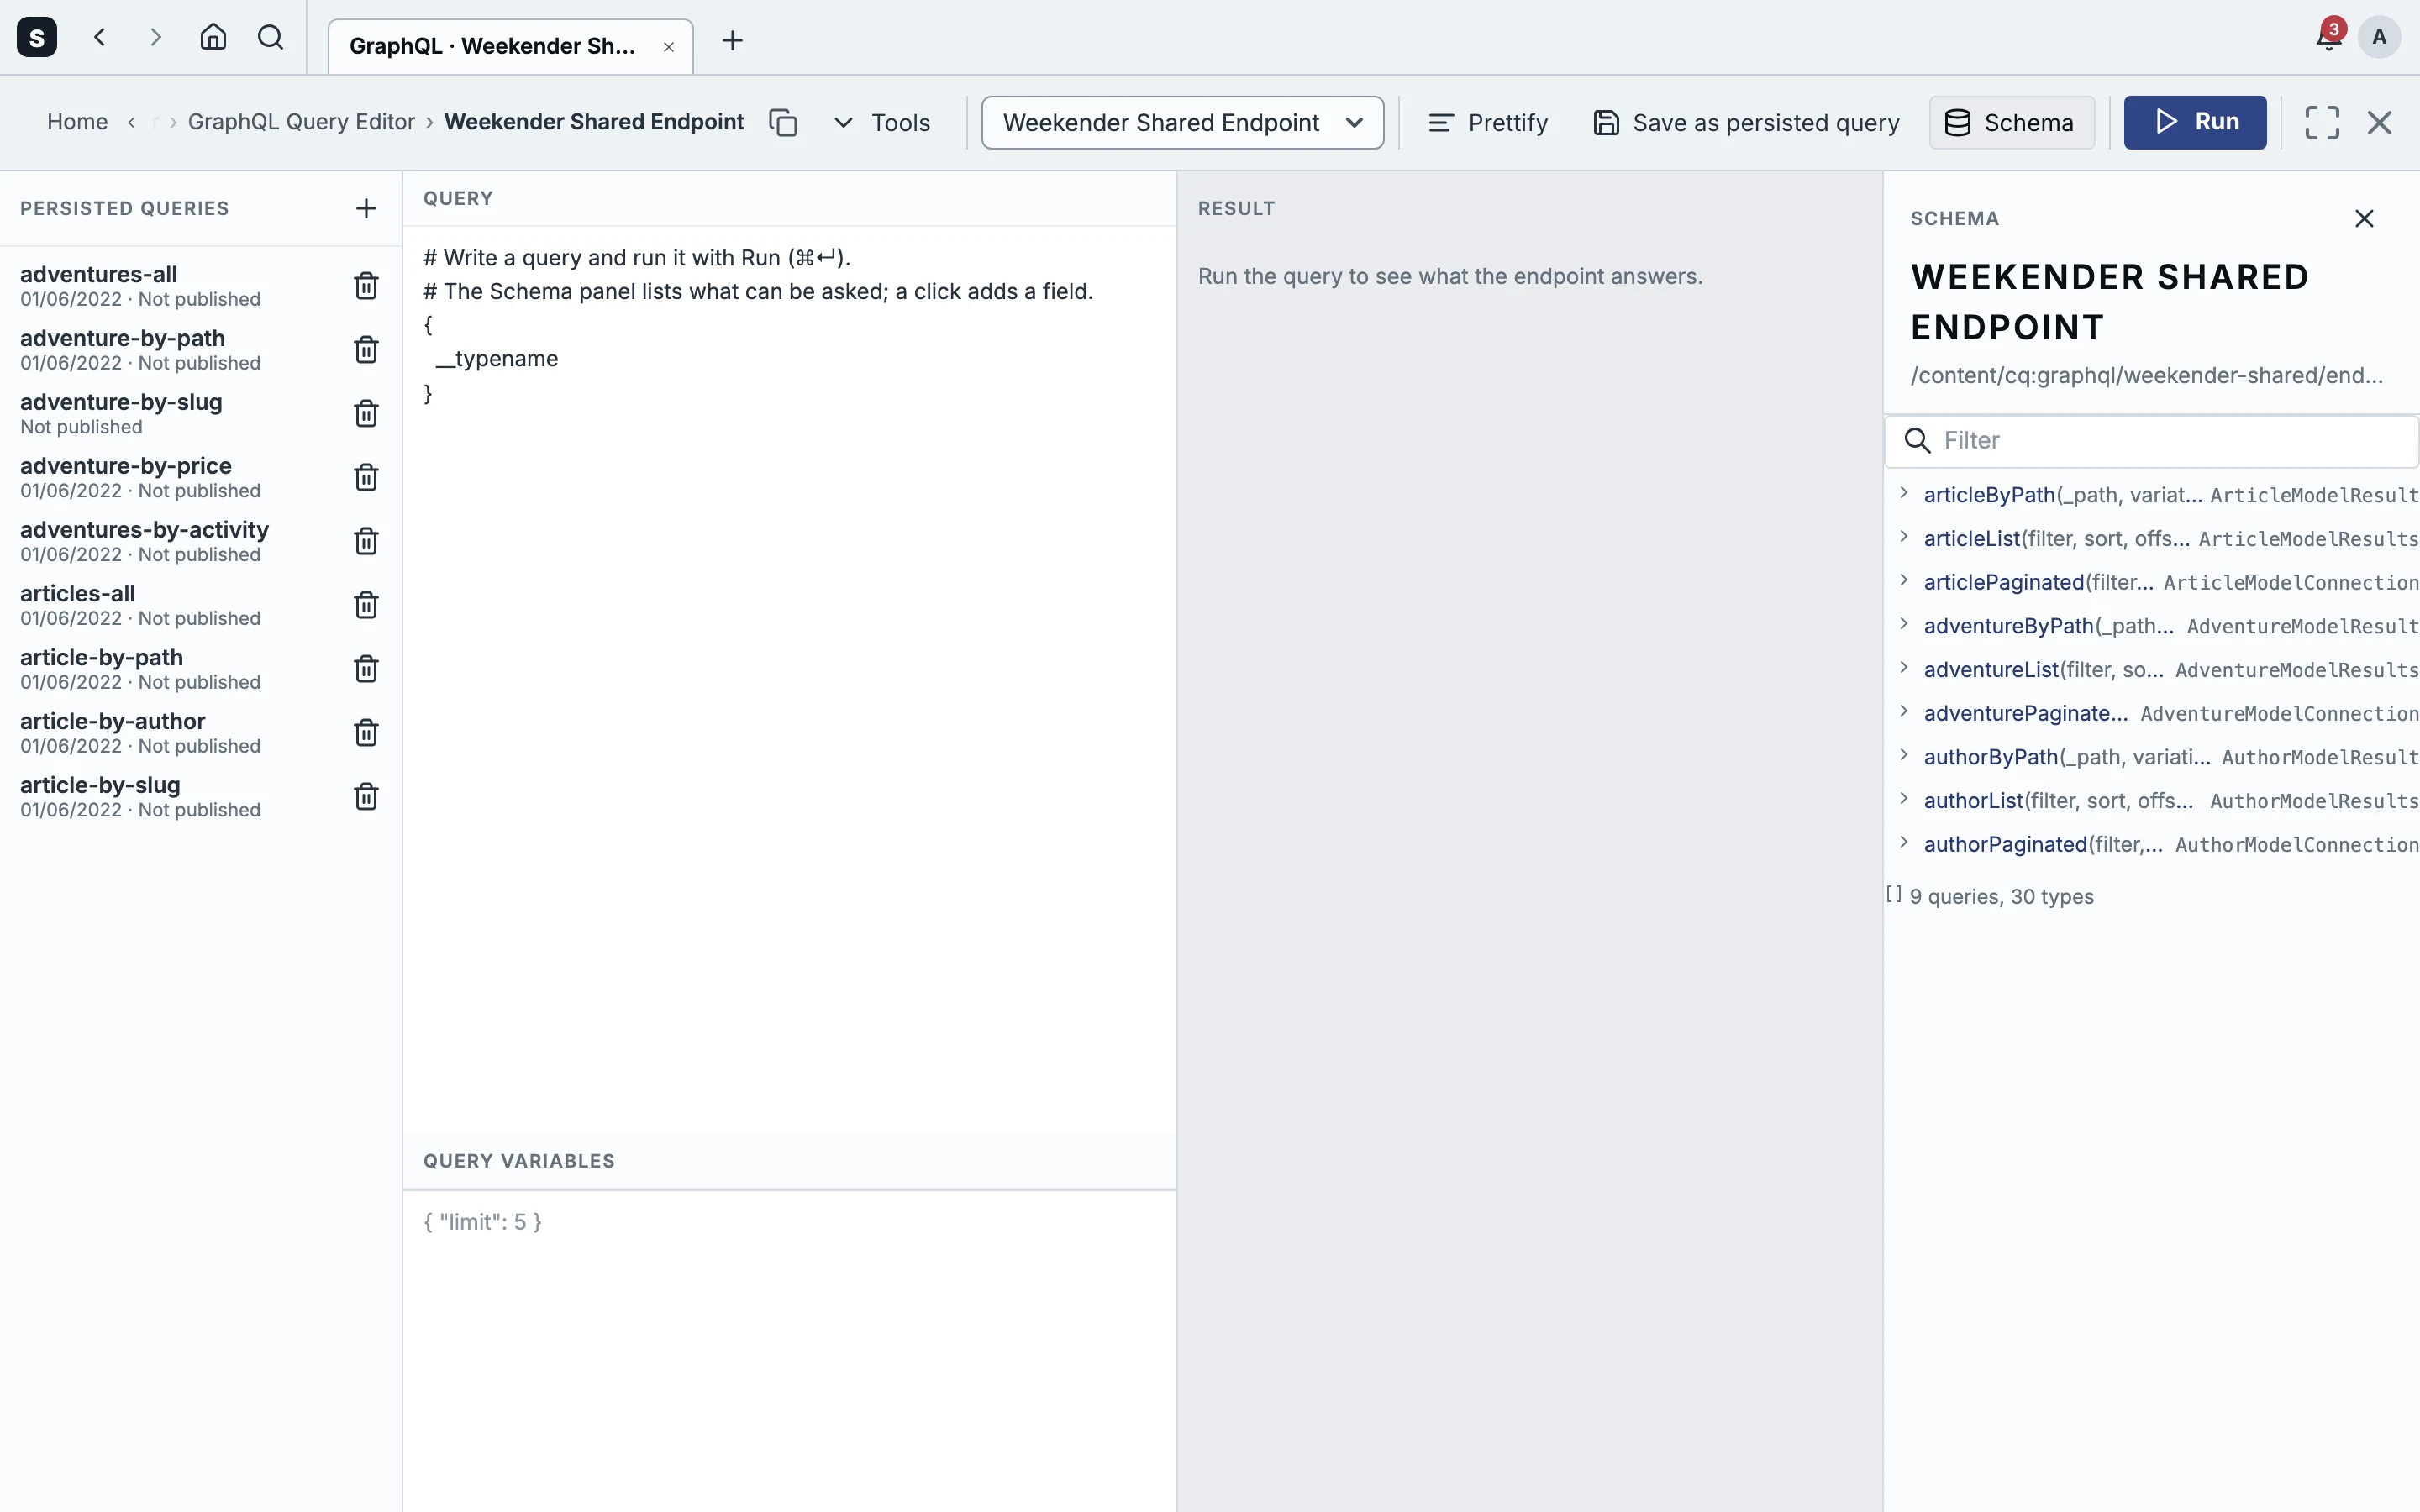 S
GraphQL · Weekender Sh...
3
A
Home
GraphQL Query Editor
Weekender Shared Endpoint
Tools
Weekender Shared Endpoint
Prettify
Save as persisted query
Schema
Run
PERSISTED QUERIES
adventures-all
01/06/2022 · Not published
adventure-by-path
01/06/2022 · Not published
adventure-by-slug
Not published
adventure-by-price
01/06/2022 · Not published
adventures-by-activity
01/06/2022 · Not published
articles-all
01/06/2022 · Not published
article-by-path
01/06/2022 · Not published
article-by-author
01/06/2022 · Not published
article-by-slug
01/06/2022 · Not published
QUERY
# Write a query and run it with Run (⌘↵).
# The Schema panel lists what can be asked; a click adds a field.
{
__typename
}
QUERY VARIABLES
{ "limit": 5 }
RESULT
Run the query to see what the endpoint answers.
SCHEMA
WEEKENDER SHARED
ENDPOINT
/content/cq:graphql/weekender-shared/end...
Filter
articleByPath(_path, variat... ArticleModelResult
articleList(filter, sort, offs... ArticleModelResults
articlePaginated(filter... ArticleModelConnection
adventureByPath(_path... AdventureModelResult
adventureList(filter, so... AdventureModelResults
adventurePaginate... AdventureModelConnection
authorByPath(_path, variati... AuthorModelResult
authorList(filter, sort, offs... AuthorModelResults
authorPaginated(filter,... AuthorModelConnection
[] 9 queries, 30 types